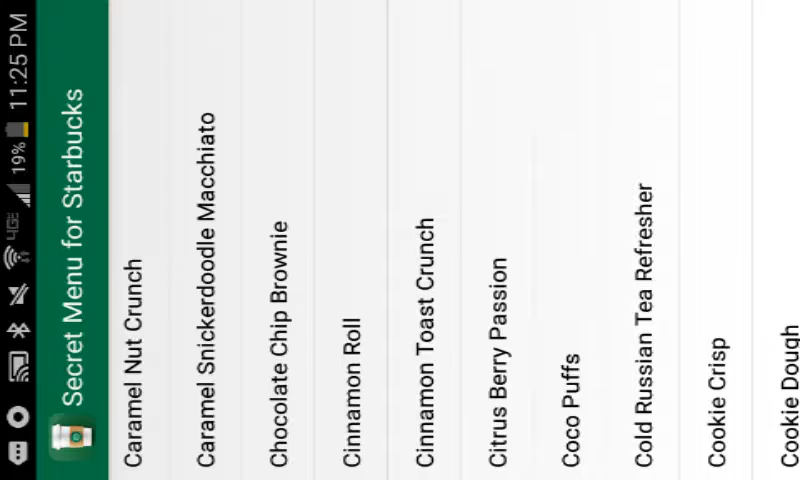 4GE 19% 11:25 PM
Secret Menu for Starbucks
Caramel Nut Crunch
Caramel Snickerdoodle Macchiato
Chocolate Chip Brownie
Cinnamon Roll
Cinnamon Toast Crunch
Citrus Berry Passion
Coco Puffs
Cold Russian Tea Refresher
Cookie Crisp
Cookie Dough